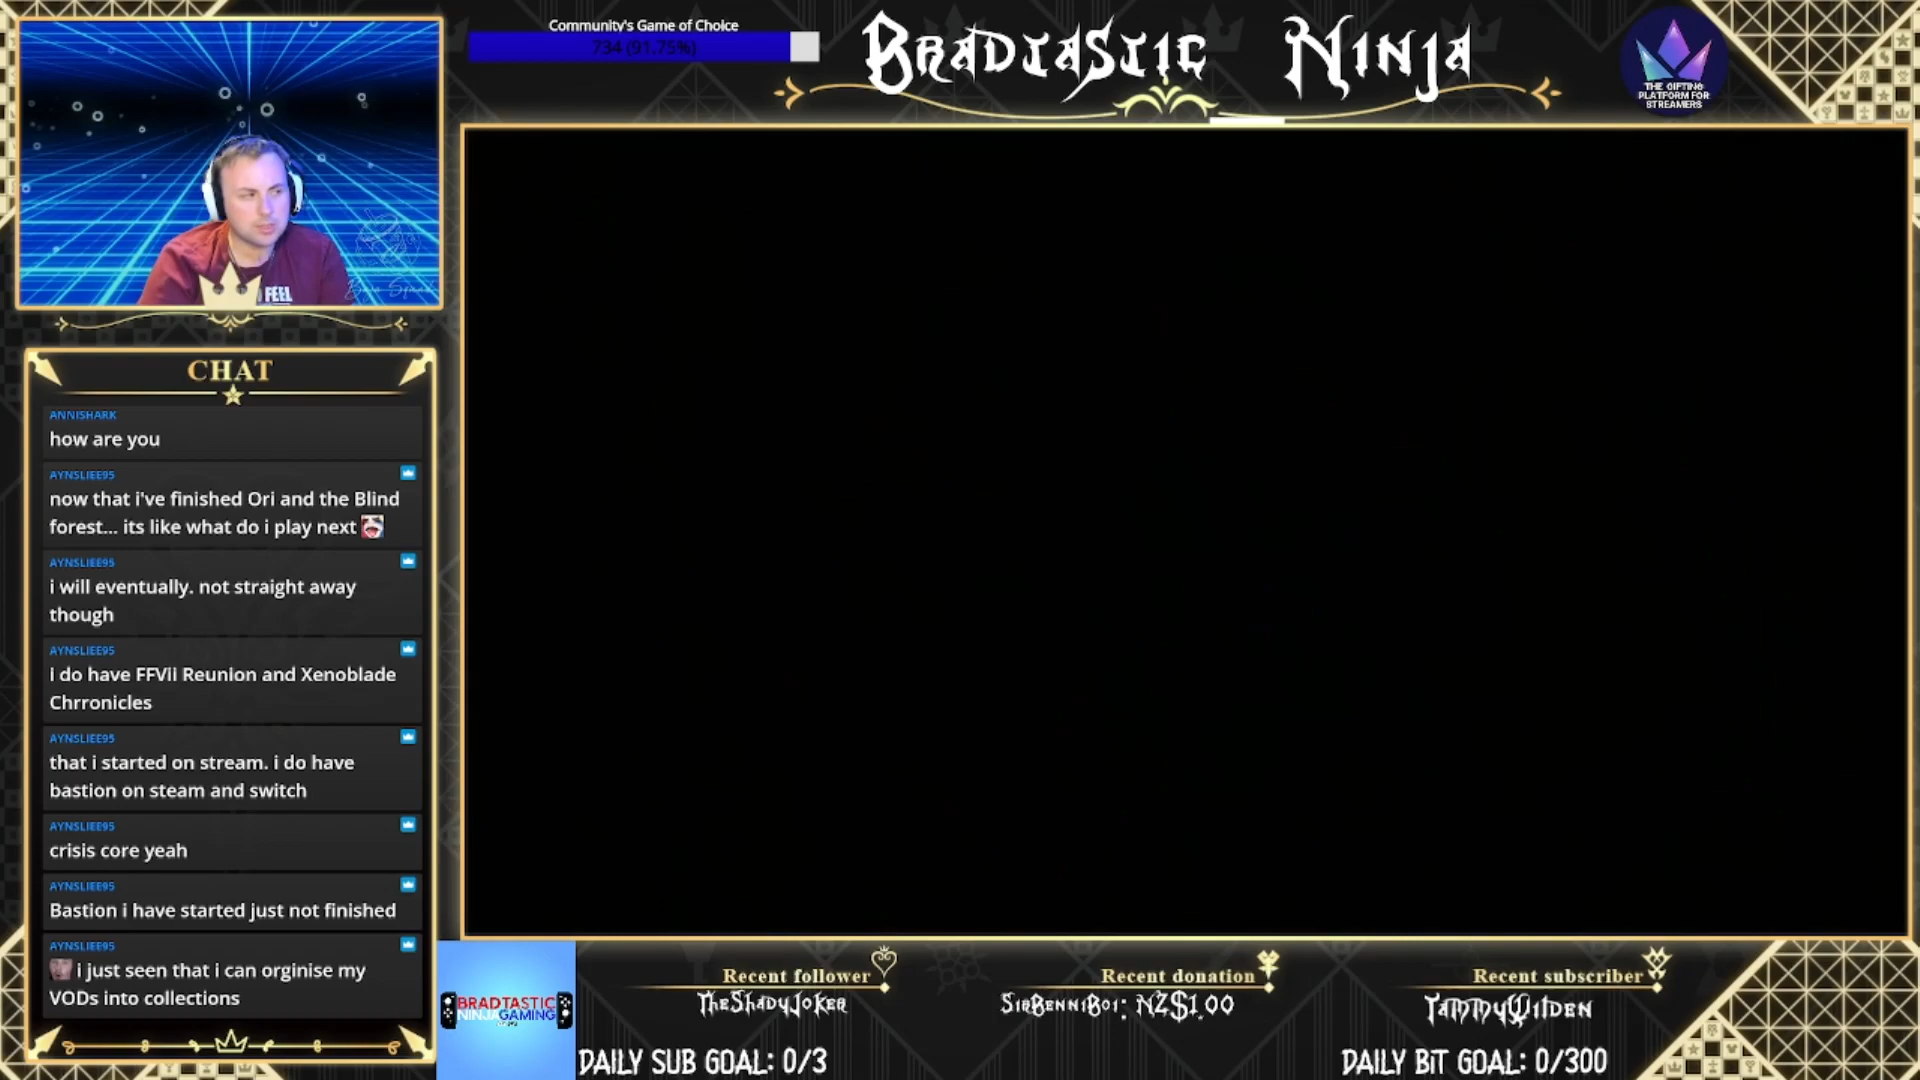 Community's Game of Choice
734 (91.75%)
Bradtastic Ninja
THE GIFTING
PLATFORM FOR
STREAMERS
FEEL
CHAT
ANNISHARK
how are you
AYNSLIEE95
now that i've finished Ori and the Blind
forest... its like what do i play next
AYNSLIEE95
i will eventually. not straight away
though
AYNSLIEE95
I do have FFVii Reunion and Xenoblade
Chrronicles
AYNSLIEE95
that i started on stream. i do have
bastion on steam and switch
AYNSLIEE95
crisis core yeah
AYNSLIEE95
Bastion i have started just not finished
AYNSLIEE95
i just seen that i can orginise my
VODs into collections
BRADTASTIC
NINJAGAMING
Recent follower
TheShadyJoker
Recent donation
SirBenniBoi: NZ$1.00
Recent subscriber
TammyWilden
DAILY SUB GOAL: 0/3
DAILY BIT GOAL: 0/300